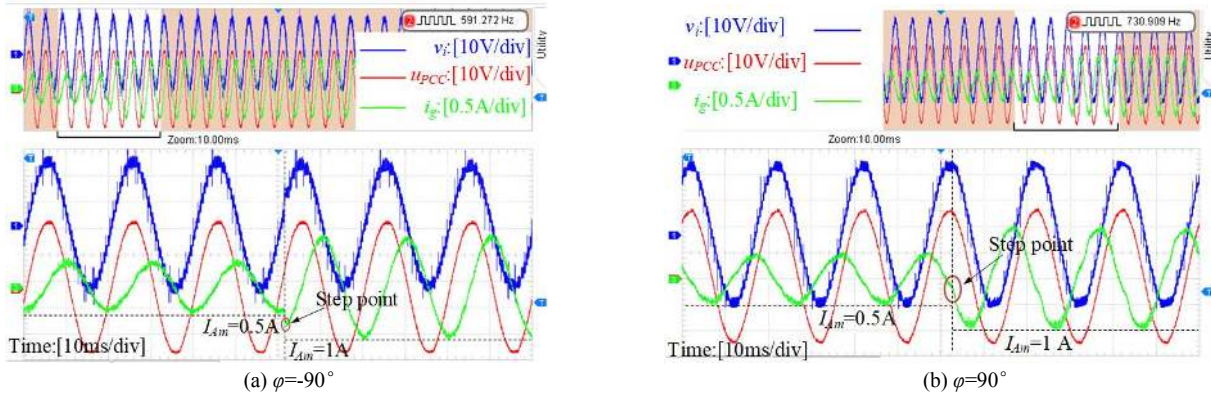 591.272 Hz
vi:[10V/div]
uPCC:[10V/div]
ig:[0.5A/div]
Utility
Zoom:10.00ms
Step point
IAm=0.5A
IAm=1A
Time:[10ms/div]
(a) φ=-90°
730.909 Hz
vi:[10V/div]
uPCC:[10V/div]
ig:[0.5A/div]
Utility
Zoom:10.00ms
Step point
IAm=0.5A
IAm=1 A
Time:[10ms/div]
(b) φ=90°